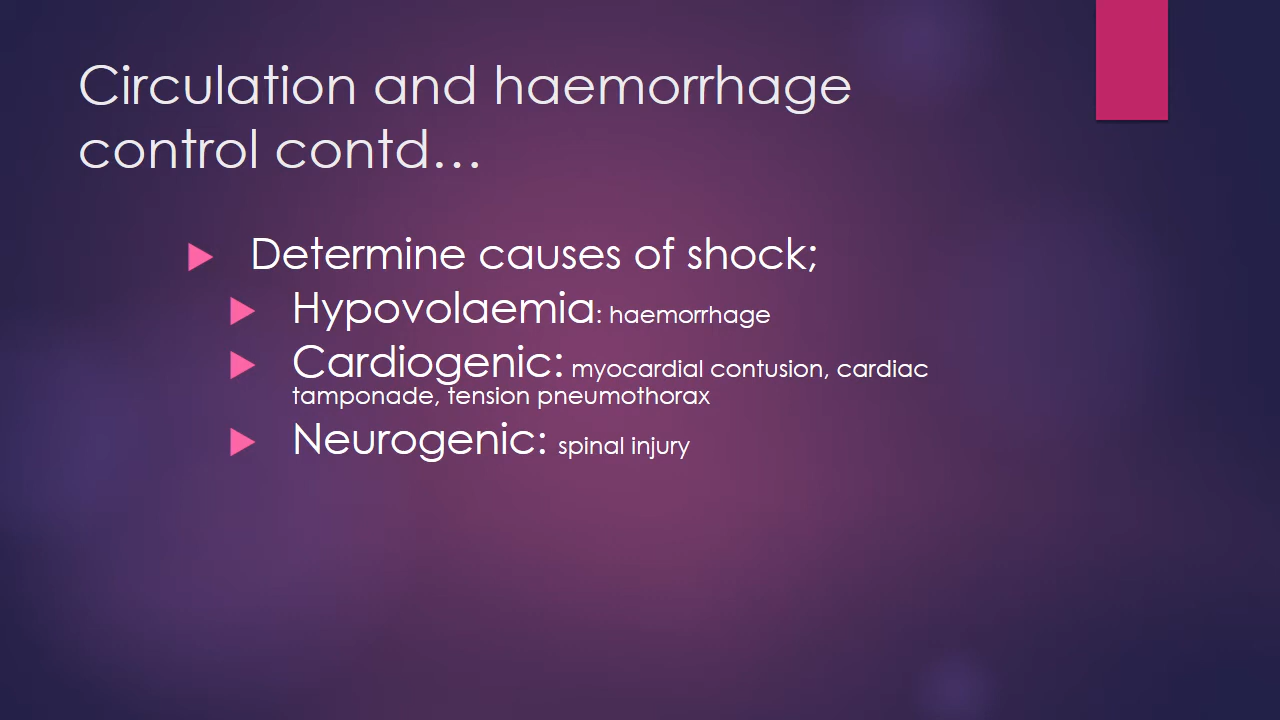 Circulation and haemorrhage
control contd...
Determine causes of shock;
Hypovolaemia: haemorrhage
Cardiogenic: myocardial contusion, cardiac
tamponade, tension pneumothorax
Neurogenic: spinal injury